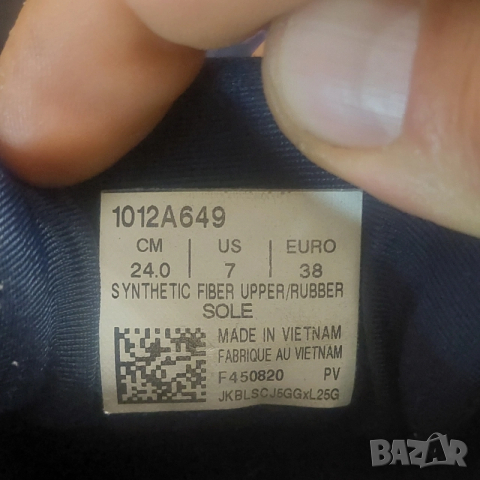 1012A649
CM US EURO
24.0 7 38
SYNTHETIC FIBER UPPER/RUBBER
SOLE
MADE IN VIETNAM
FABRIQUE AU VIETNAM
F450820 PV
JKBLSCJ5GGxL25G
BAZAR